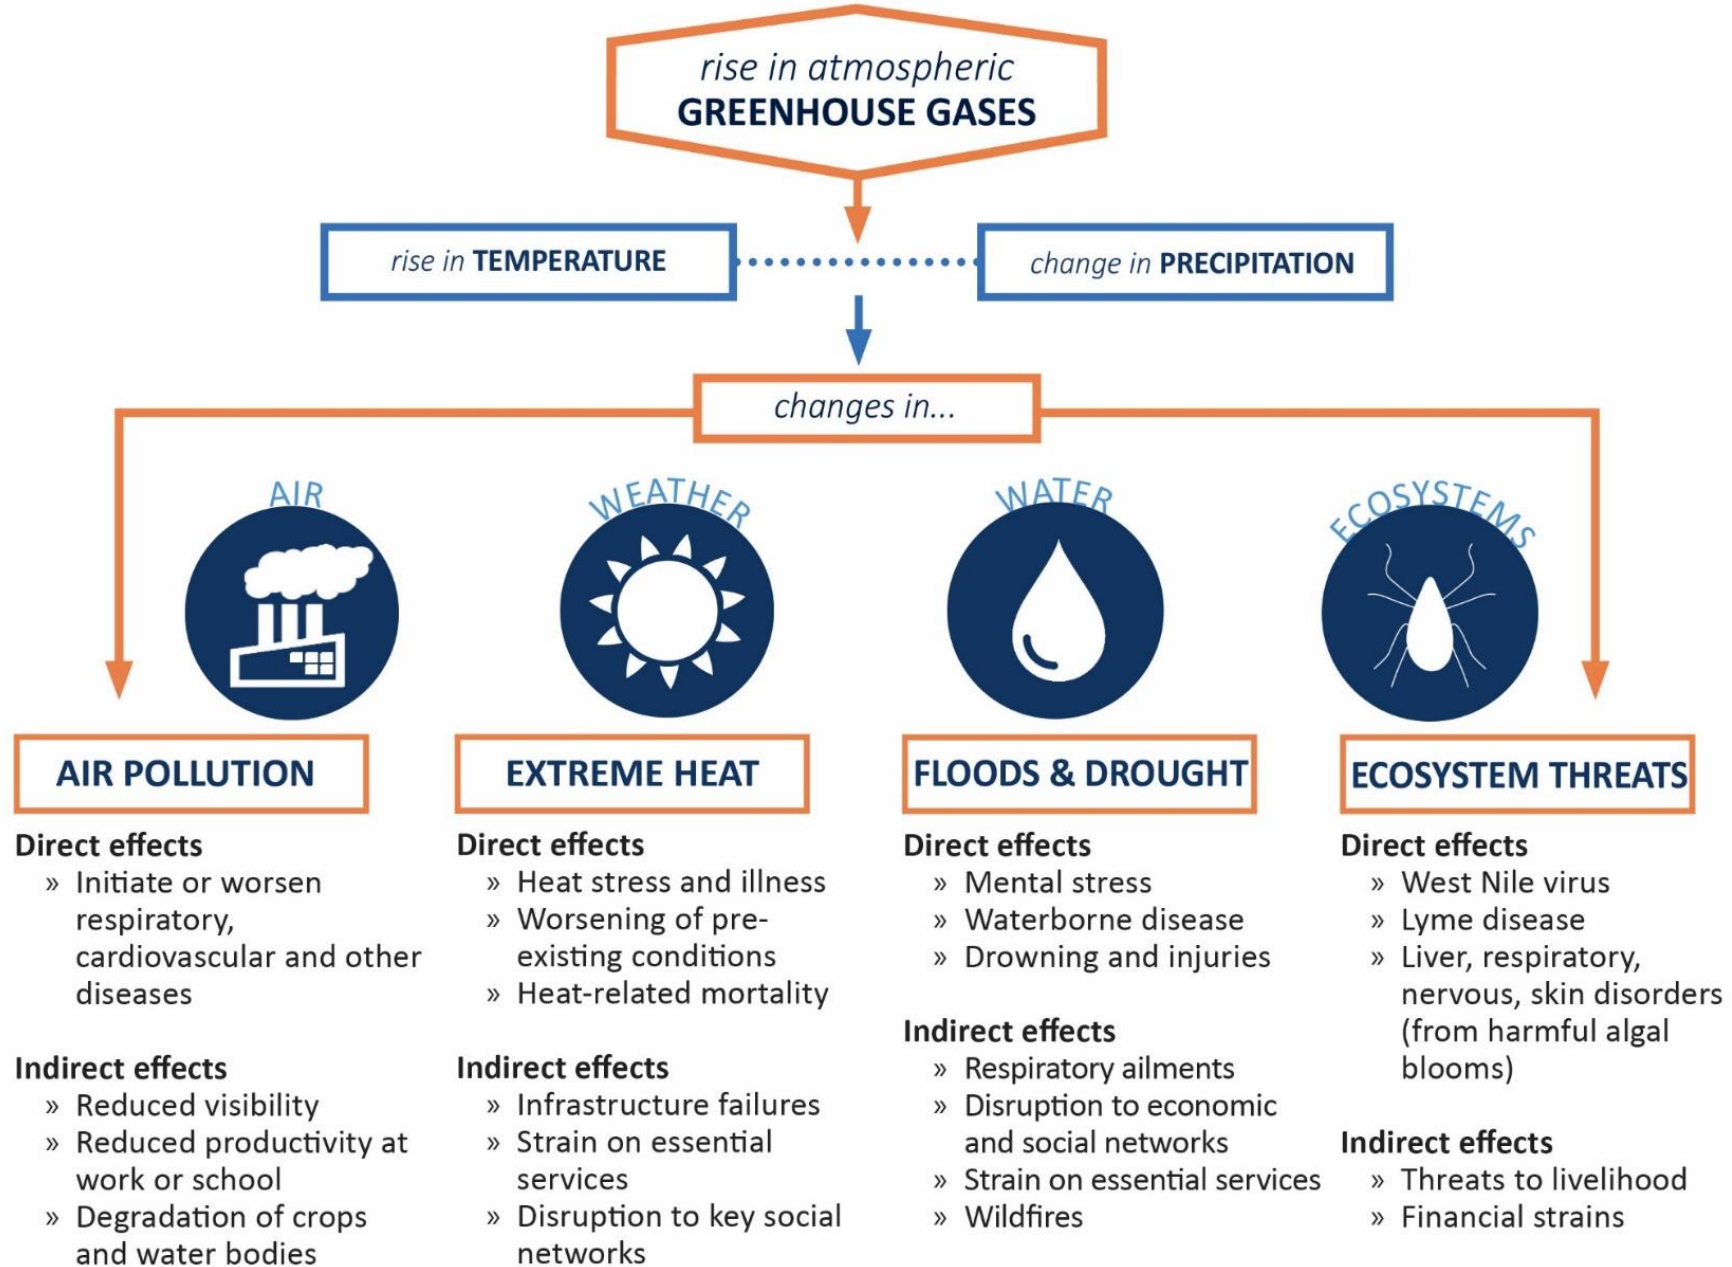 rise in atmospheric
GREENHOUSE GASES
rise in TEMPERATURE
change in PRECIPITATION
changes in...
AIR
WEATHER
WATER
ECOSYSTEMS
AIR POLLUTION
Direct effects
» Initiate or worsen
respiratory,
cardiovascular and other
diseases
Indirect effects
» Reduced visibility
» Reduced productivity at
work or school
» Degradation of crops
and water bodies
EXTREME HEAT
Direct effects
» Heat stress and illness
» Worsening of pre-
existing conditions
» Heat-related mortality
Indirect effects
» Infrastructure failures
» Strain on essential
services
» Disruption to key social
networks
FLOODS & DROUGHT
Direct effects
» Mental stress
» Waterborne disease
» Drowning and injuries
Indirect effects
» Respiratory ailments
» Disruption to economic
and social networks
» Strain on essential services
» Wildfires
ECOSYSTEM THREATS
Direct effects
» West Nile virus
» Lyme disease
» Liver, respiratory,
nervous, skin disorders
(from harmful algal
blooms)
Indirect effects
» Threats to livelihood
» Financial strains